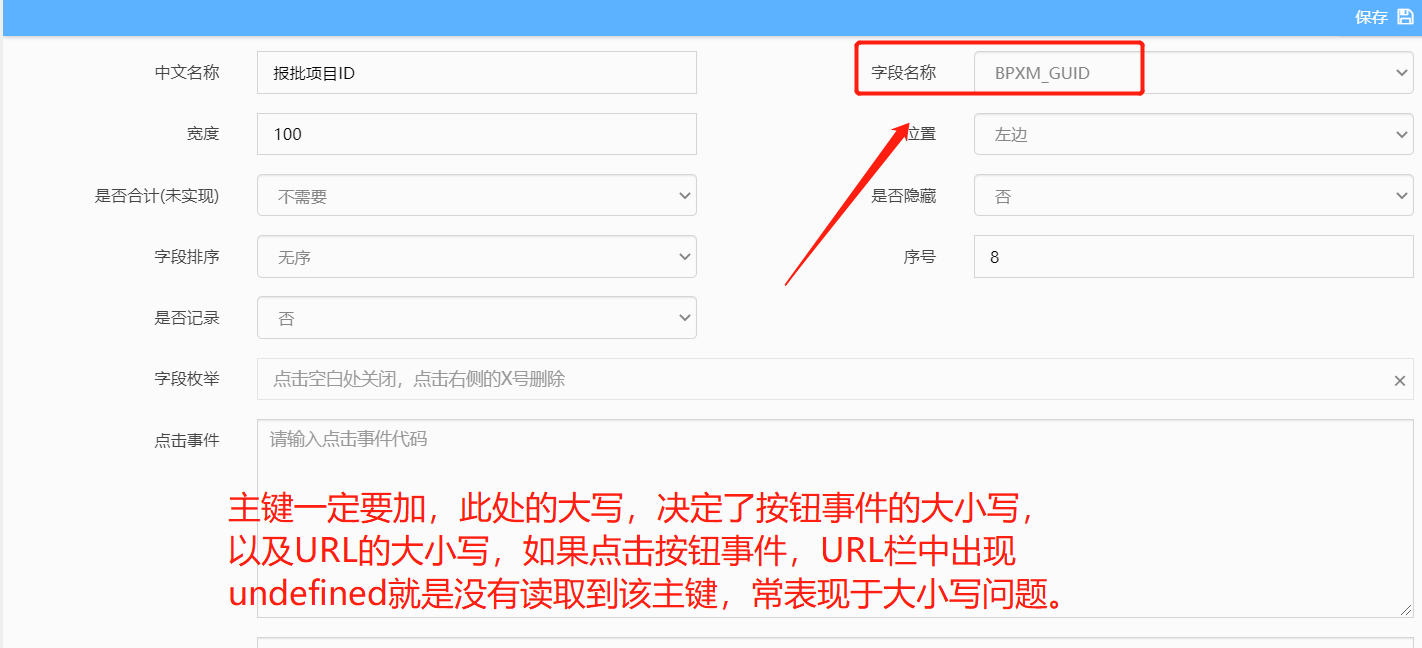 保存
中文名称 报批项目ID 字段名称 BPXM_GUID
宽度 100 位置 左边
是否合计(未实现) 不需要 是否隐藏 否
字段排序 无序 序号 8
是否记录 否
字段枚举 点击空白处关闭，点击右侧的X号删除
点击事件 请输入点击事件代码
主键一定要加，此处的大写，决定了按钮事件的大小写，
以及URL的大小写，如果点击按钮事件，URL栏中出现
undefined就是没有读取到该主键，常表现于大小写问题。